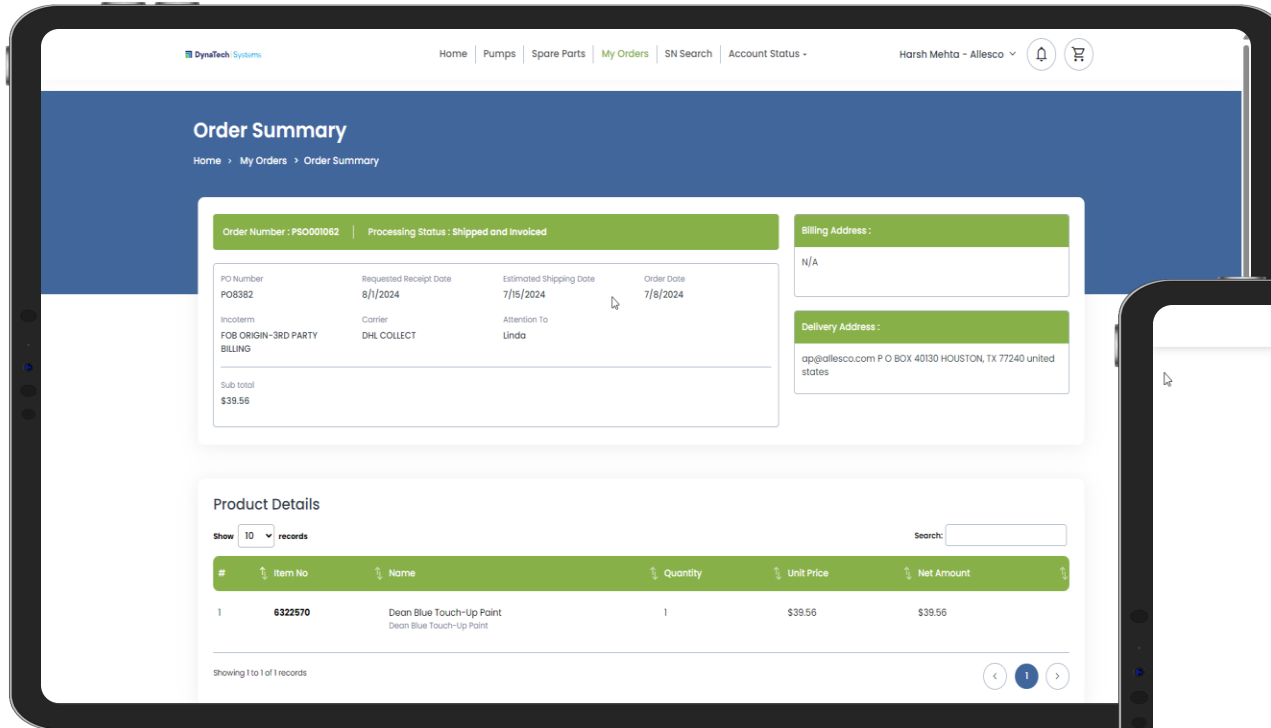 DynaTech Systems
Home Pumps Spare Parts My Orders SN Search Account Status
Harsh Mehta - Allesco
Order Summary
Home > My Orders > Order Summary
Order Number : PSO001062 Processing Status : Shipped and Invoiced
PO Number Requested Receipt Date Estimated Shipping Date Order Date
PO8382 8/1/2024 7/15/2024 7/8/2024
Incoterm Carrier Attention To
FOB ORIGIN-3RD PARTY DHL COLLECT Linda
BILLING
Sub total
$39.56
Billing Address :
N/A
Delivery Address :
ap@allesco.com P O BOX 40130 HOUSTON, TX 77240 united
states
Product Details
Show 10 records
Search:
# Item No Name Quantity Unit Price Net Amount
1 6322570 Dean Blue Touch-Up Paint 1 $39.56 $39.56
Dean Blue Touch-Up Paint
Showing 1 to 1 of 1 records
< 1 >